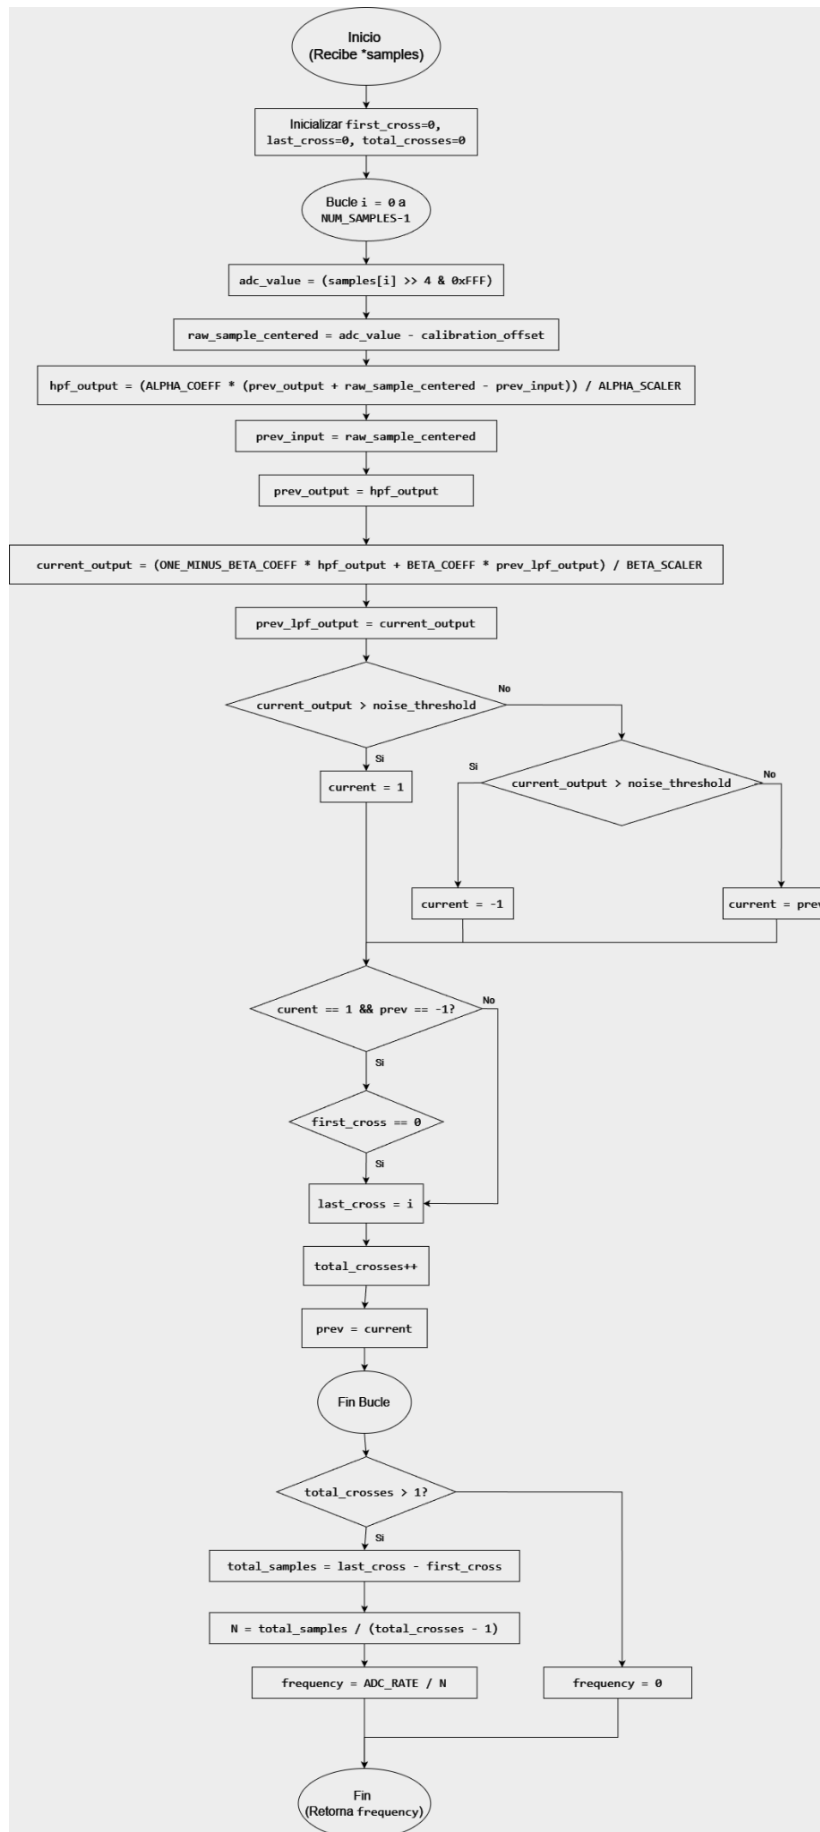 Inicio
(Recibe *samples)
Inicializar first_cross=0,
last_cross=0, total_crosses=0
Bucle i = 0 a
NUM_SAMPLES-1
adc_value = (samples[i] >> 4 & 0xFFF)
raw_sample_centered = adc_value - calibration_offset
hpf_output = (ALPHA_COEFF * (prev_output + raw_sample_centered - prev_input)) / ALPHA_SCALER
prev_input = raw_sample_centered
prev_output = hpf_output
current_output = (ONE_MINUS_BETA_COEFF * hpf_output + BETA_COEFF * prev_lpf_output) / BETA_SCALER
prev_lpf_output = current_output
No
current_output > noise_threshold
Si
Si
No
current_output > noise_threshold
current = 1
current = -1
current = prev
curent == 1 && prev == -1?
No
Si
first_cross == 0
Si
last_cross = i
total_crosses++
prev = current
Fin Bucle
total_crosses > 1?
Si
total_samples = last_cross - first_cross
N = total_samples / (total_crosses - 1)
frequency = ADC_RATE / N
frequency = 0
Fin
(Retorna frequency)